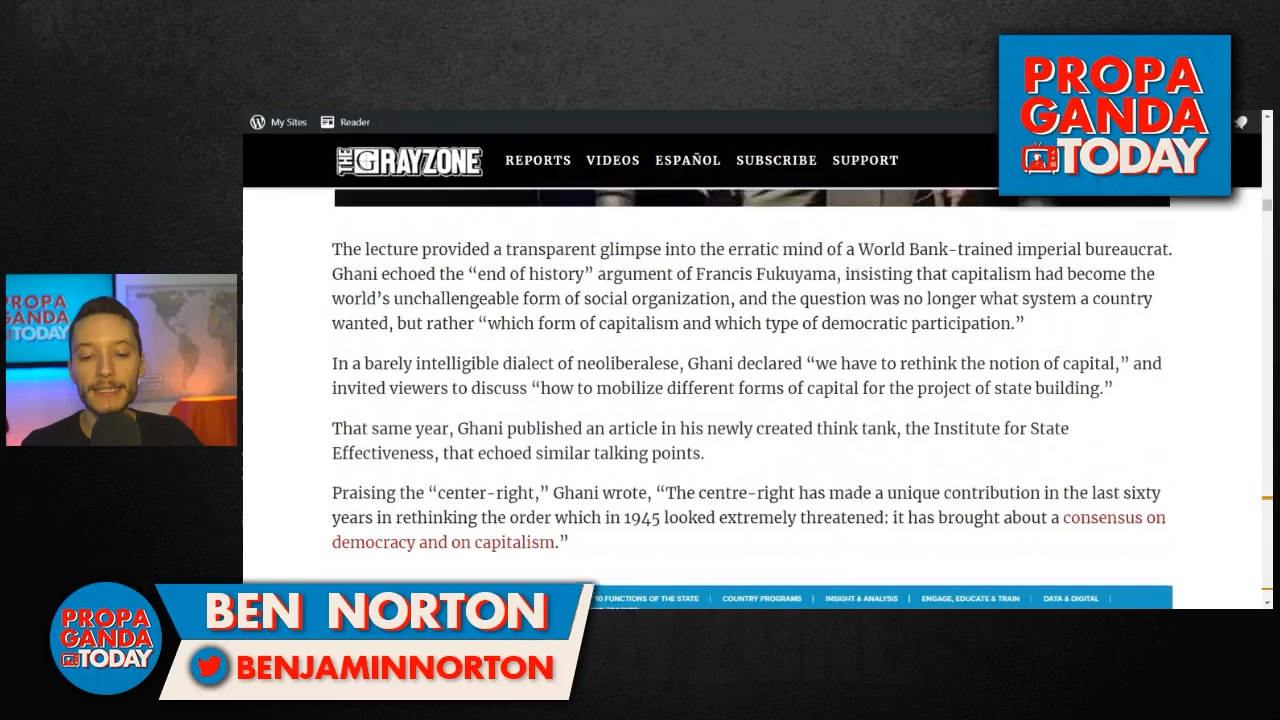 PROPA
GANDA
TODAY
My Sites
Reader
THE GRAYZONE
REPORTS
VIDEOS
ESPAÑOL
SUBSCRIBE
SUPPORT
The lecture provided a transparent glimpse into the erratic mind of a World Bank-trained imperial bureaucrat.
Ghani echoed the “end of history” argument of Francis Fukuyama, insisting that capitalism had become the
world’s unchallengeable form of social organization, and the question was no longer what system a country
wanted, but rather “which form of capitalism and which type of democratic participation.”
In a barely intelligible dialect of neoliberalese, Ghani declared “we have to rethink the notion of capital,” and
invited viewers to discuss “how to mobilize different forms of capital for the project of state building.”
That same year, Ghani published an article in his newly created think tank, the Institute for State
Effectiveness, that echoed similar talking points.
Praising the “center-right,” Ghani wrote, “The centre-right has made a unique contribution in the last sixty
years in rethinking the order which in 1945 looked extremely threatened: it has brought about a consensus on
democracy and on capitalism.”
10 FUNCTIONS OF THE STATE | COUNTRY PROGRAMS | INSIGHT & ANALYSIS | ENGAGE, EDUCATE & TRAIN | DATA & DIGITAL |
PROPA
GANDA
TODAY
BEN NORTON
BENJAMINNORTON
PROPA
GANDA
TODAY